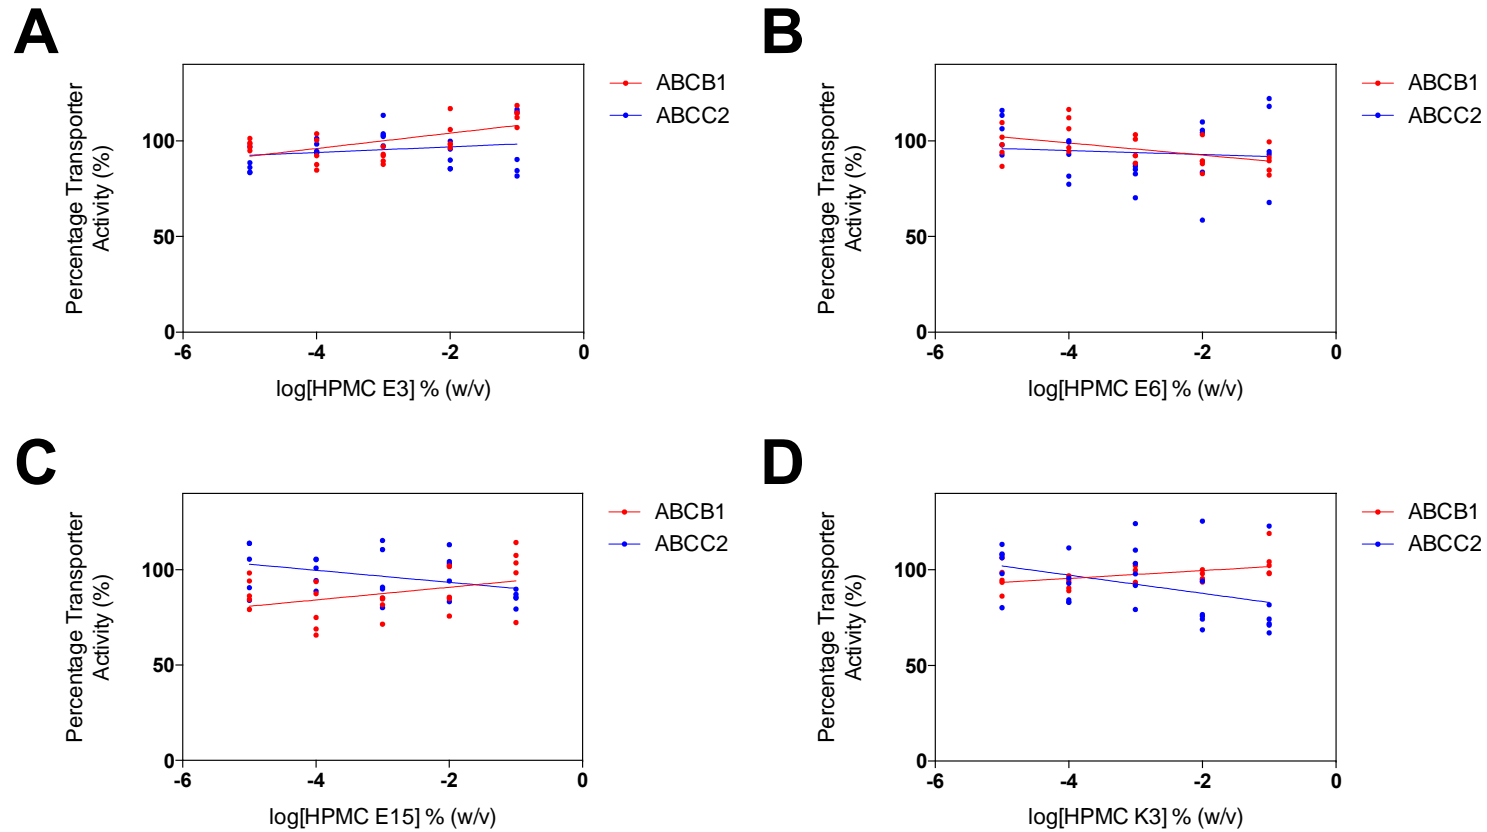 A
Percentage Transporter
Activity (%)
100
50
0
-6
-4
-2
0
log[HPMC E3] % (w/v)
ABCB1
ABCC2
B
Percentage Transporter
Activity (%)
100
50
0
-6
-4
-2
0
log[HPMC E6] % (w/v)
ABCB1
ABCC2
C
Percentage Transporter
Activity (%)
100
50
0
-6
-4
-2
0
log[HPMC E15] % (w/v)
ABCB1
ABCC2
D
Percentage Transporter
Activity (%)
100
50
0
-6
-4
-2
0
log[HPMC K3] % (w/v)
ABCB1
ABCC2